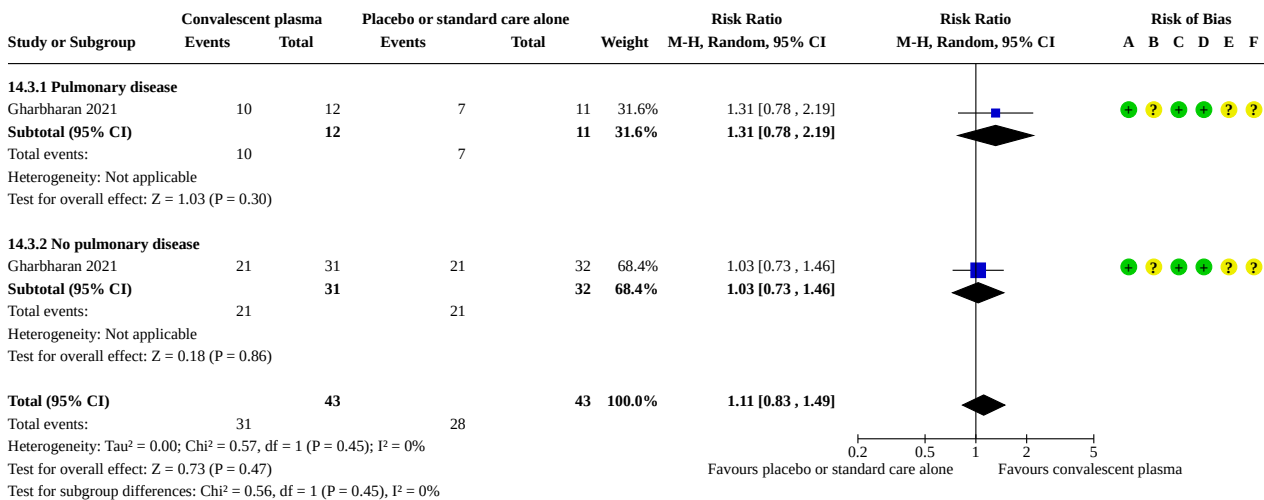 Convalescent plasma Placebo or standard care alone Risk Ratio Risk Ratio Risk of Bias
Study or Subgroup Events Total Events Total Weight M-H, Random, 95% CI M-H, Random, 95% CI A B C D E F
14.3.1 Pulmonary disease
Gharbharan 2021 10 12 7 11 31.6% 1.31 [0.78 , 2.19] + ? + + ? ?
Subtotal (95% CI) 12 11 31.6% 1.31 [0.78 , 2.19]
Total events: 10 7
Heterogeneity: Not applicable
Test for overall effect: Z = 1.03 (P = 0.30)
14.3.2 No pulmonary disease
Gharbharan 2021 21 31 21 32 68.4% 1.03 [0.73 , 1.46] + ? + + ? ?
Subtotal (95% CI) 31 32 68.4% 1.03 [0.73 , 1.46]
Total events: 21 21
Heterogeneity: Not applicable
Test for overall effect: Z = 0.18 (P = 0.86)
Total (95% CI) 43 43 100.0% 1.11 [0.83 , 1.49]
Total events: 31 28
Heterogeneity: Tau² = 0.00; Chi² = 0.57, df = 1 (P = 0.45); I² = 0%
0.2 0.5 1 2 5
Test for overall effect: Z = 0.73 (P = 0.47) Favours placebo or standard care alone Favours convalescent plasma
Test for subgroup differences: Chi² = 0.56, df = 1 (P = 0.45), I² = 0%